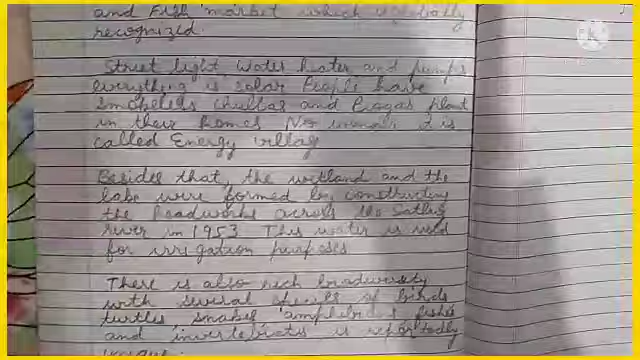 and Fish market which is globally
recognized.
Street light, water heater and pumps
everything is solar People have
smokeless chullas and Biogas plant
in their homes No wonder it is
called Energy village
Besides that, the wetland and the
lake were formed by constructing
the headworks across the Satluj
river in 1953 This water is used
for irrigation purposes
There is also rich biodiversity
with several species of birds
turtles, snakes amphibious fishes
and invertebrates is reportedly